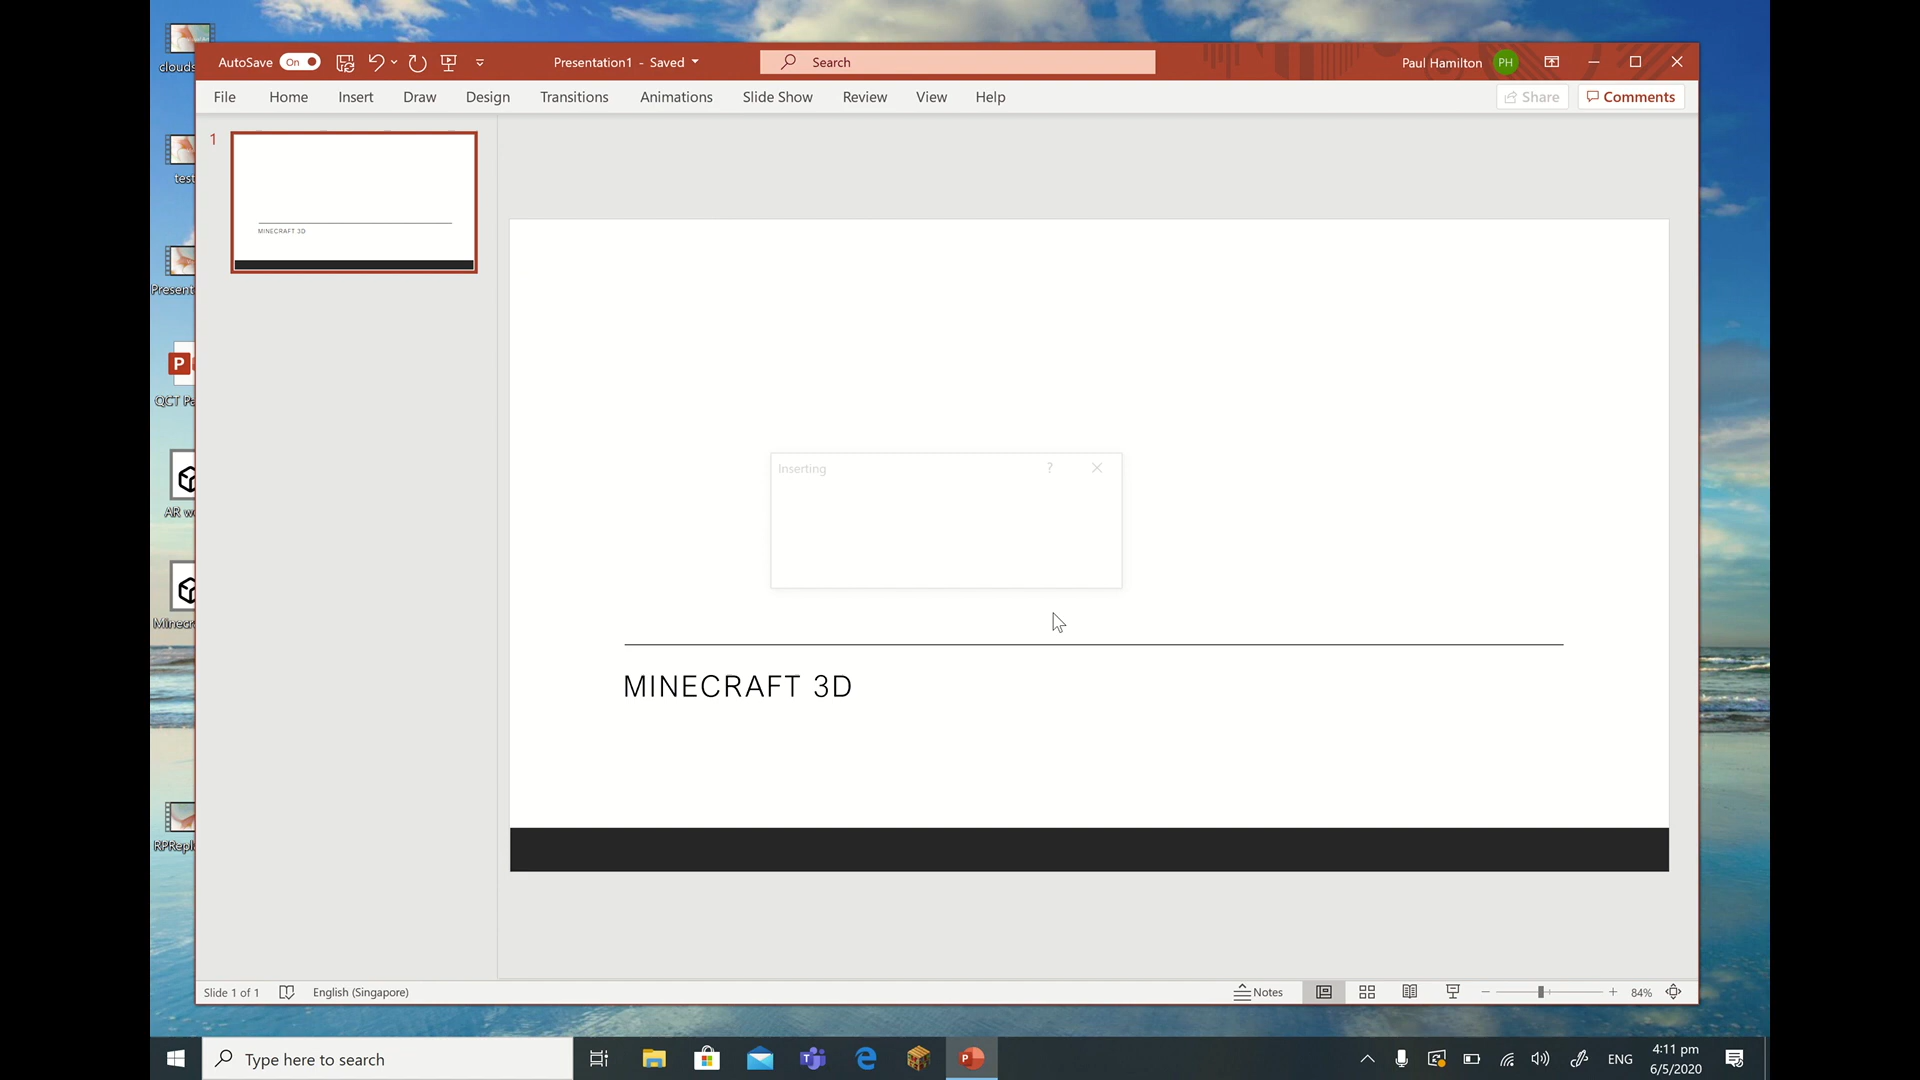 clouds
AutoSave On
Presentation1 - Saved
Search
Paul Hamilton PH
File Home Insert Draw Design Transitions Animations Slide Show Review View Help
Share
Comments
1
MINECRAFT 3D
test
Present
P
QCT Pa
AR w
Minecr
RPRepl
Inserting ?
MINECRAFT 3D
Slide 1 of 1
English (Singapore)
Notes
84%
Type here to search
ENG
4:11 pm
6/5/2020